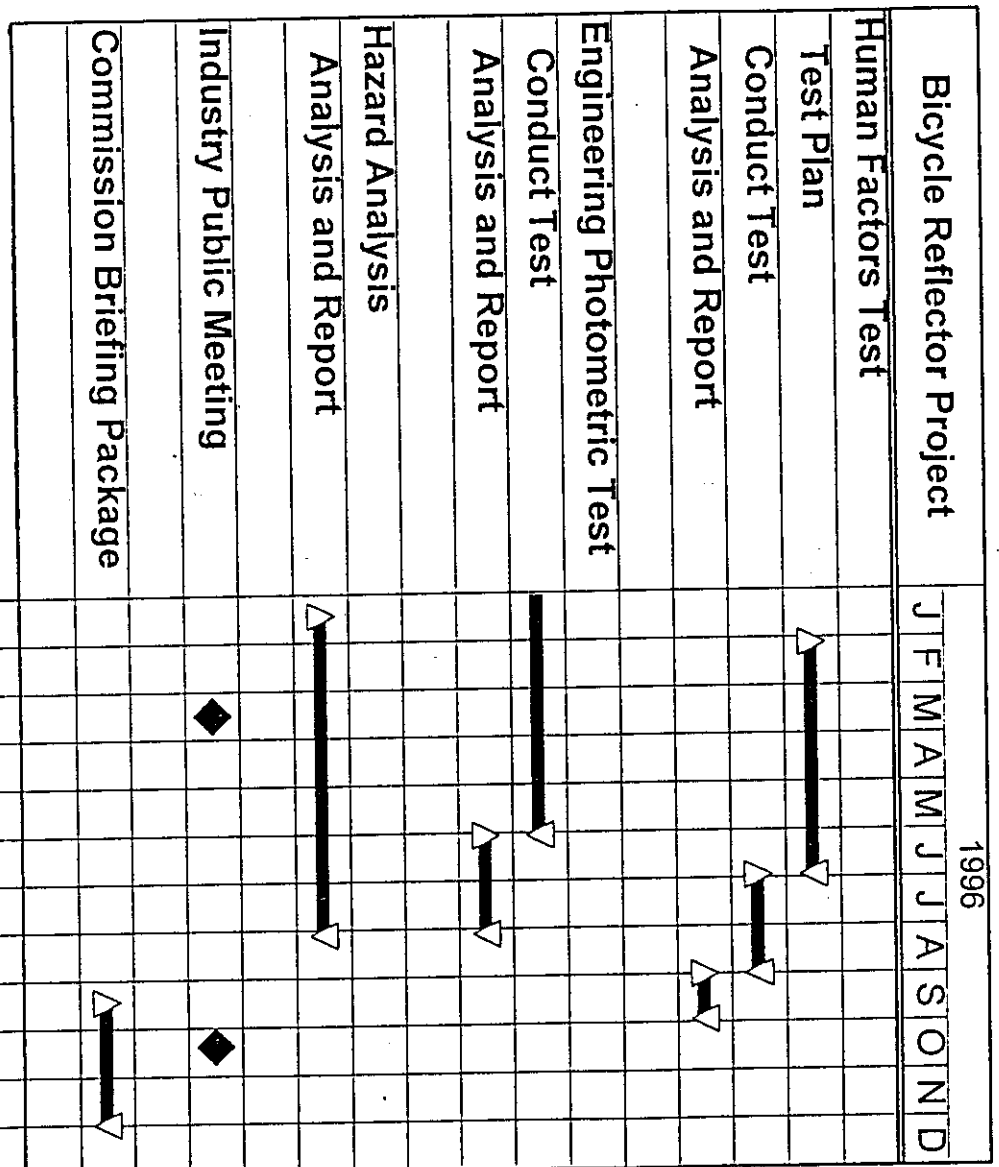 Bicycle Reflector Project
1996
J F M A M J J A S O N D
Human Factors Test
Test Plan
Conduct Test
Analysis and Report
Engineering Photometric Test
Conduct Test
Analysis and Report
Hazard Analysis
Analysis and Report
Industry Public Meeting
Commission Briefing Package